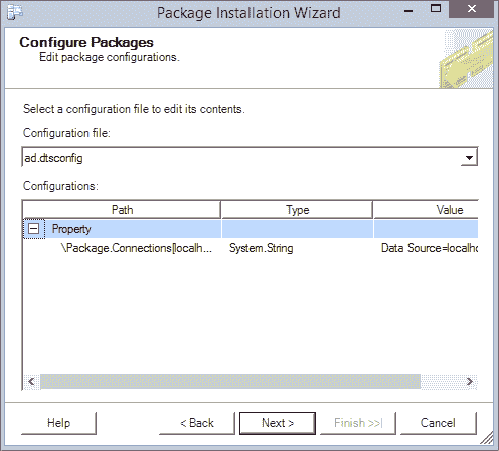 Package Installation Wizard
Configure Packages
Edit package configurations.
Select a configuration file to edit its contents.
Configuration file:
ad.dtsconfig
Configurations:
Path Type Value
Property
\Package.Connections[localh... System.String Data Source=localho
Help < Back Next > Finish >>| Cancel